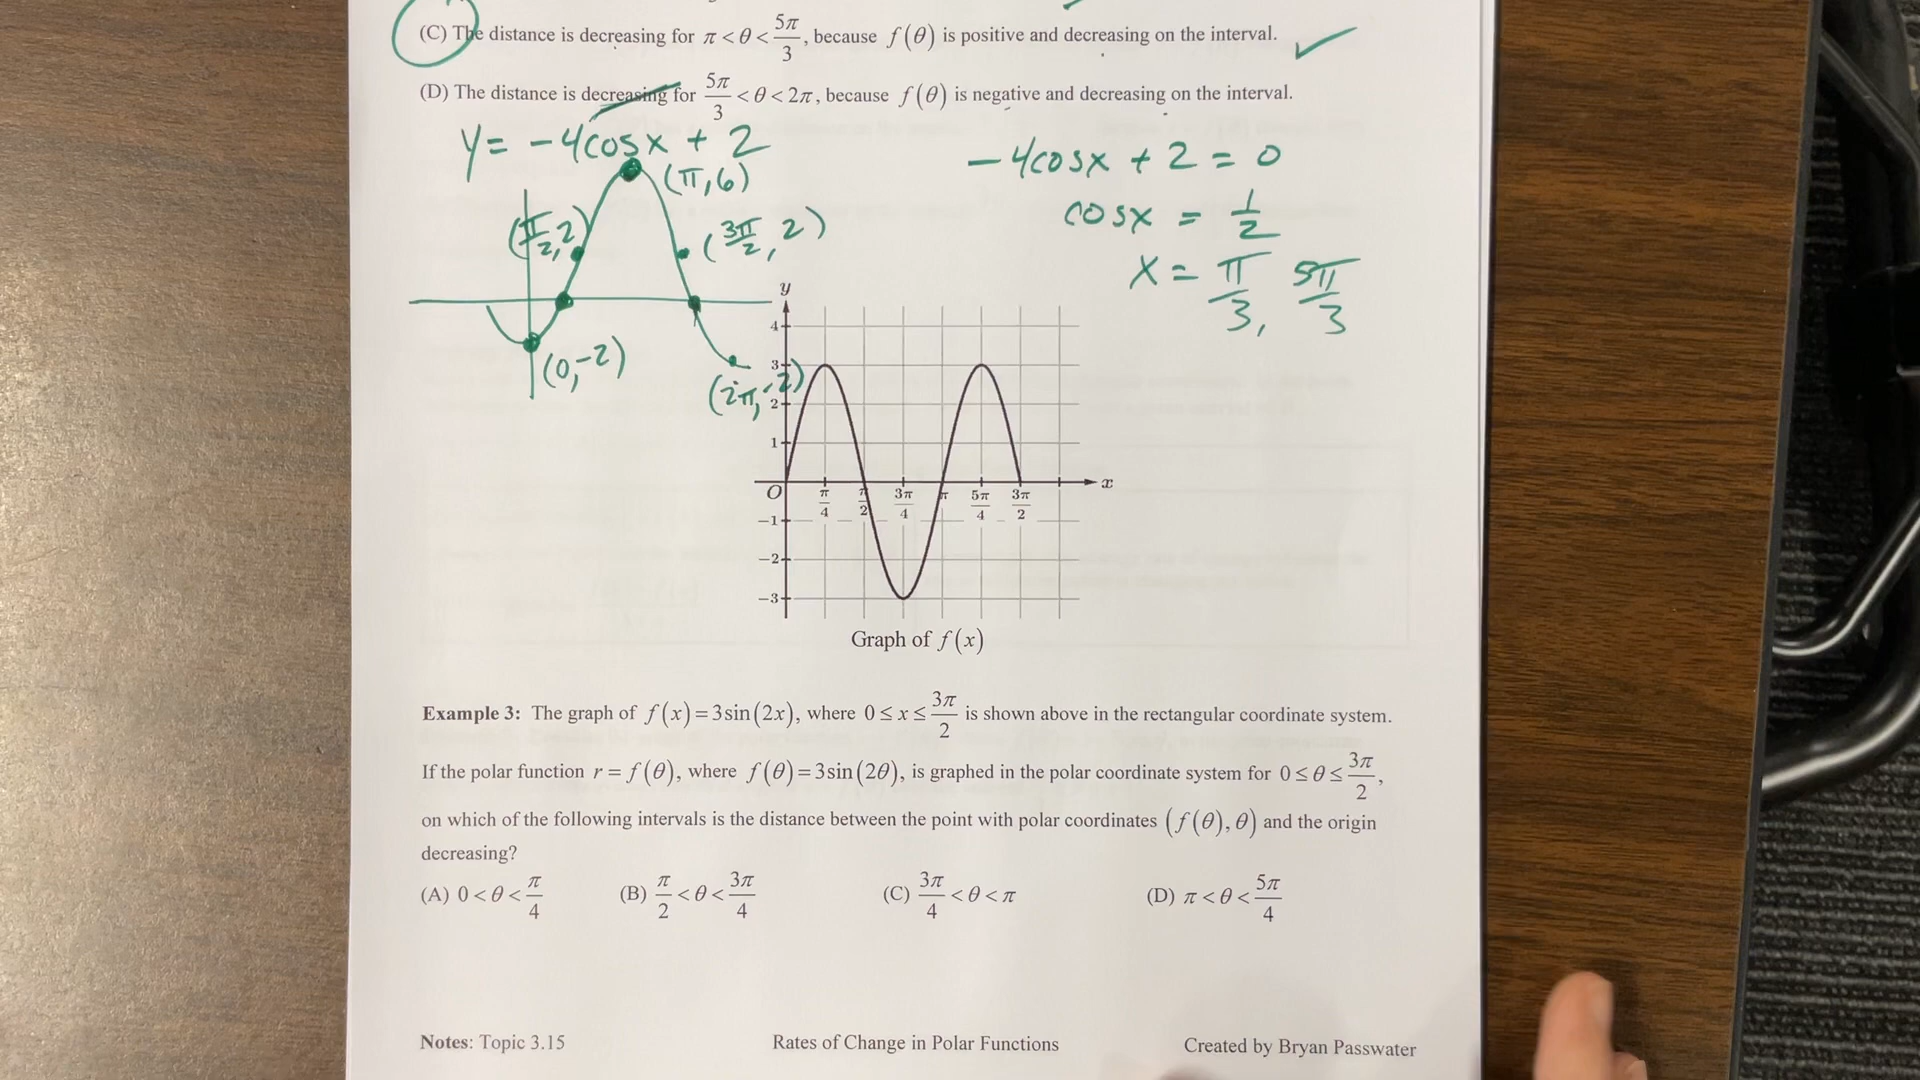 (C) The distance is decreasing for π < θ < 5π/3, because f(θ) is positive and decreasing on the interval. ✓
(D) The distance is decreasing for 5π/3 < θ < 2π, because f(θ) is negative and decreasing on the interval.
y = -4cosx + 2
-4cosx + 2 = 0
(π, 6)
cosx = 1/2
(π/2, 2)
(3π/2, 2)
x = π/3, 5π/3
(0, -2)
(2π, -2)
y
4
3
2
1
O π/4 π/2 3π/4 π 5π/4 3π/2 x
-1
-2
-3
Graph of f(x)
Example 3: The graph of f(x) = 3sin(2x), where 0 ≤ x ≤ 3π/2 is shown above in the rectangular coordinate system.
If the polar function r = f(θ), where f(θ) = 3sin(2θ), is graphed in the polar coordinate system for 0 ≤ θ ≤ 3π/2,
on which of the following intervals is the distance between the point with polar coordinates (f(θ), θ) and the origin
decreasing?
(A) 0 < θ < π/4 (B) π/2 < θ < 3π/4 (C) 3π/4 < θ < π (D) π < θ < 5π/4
Notes: Topic 3.15 Rates of Change in Polar Functions Created by Bryan Passwater